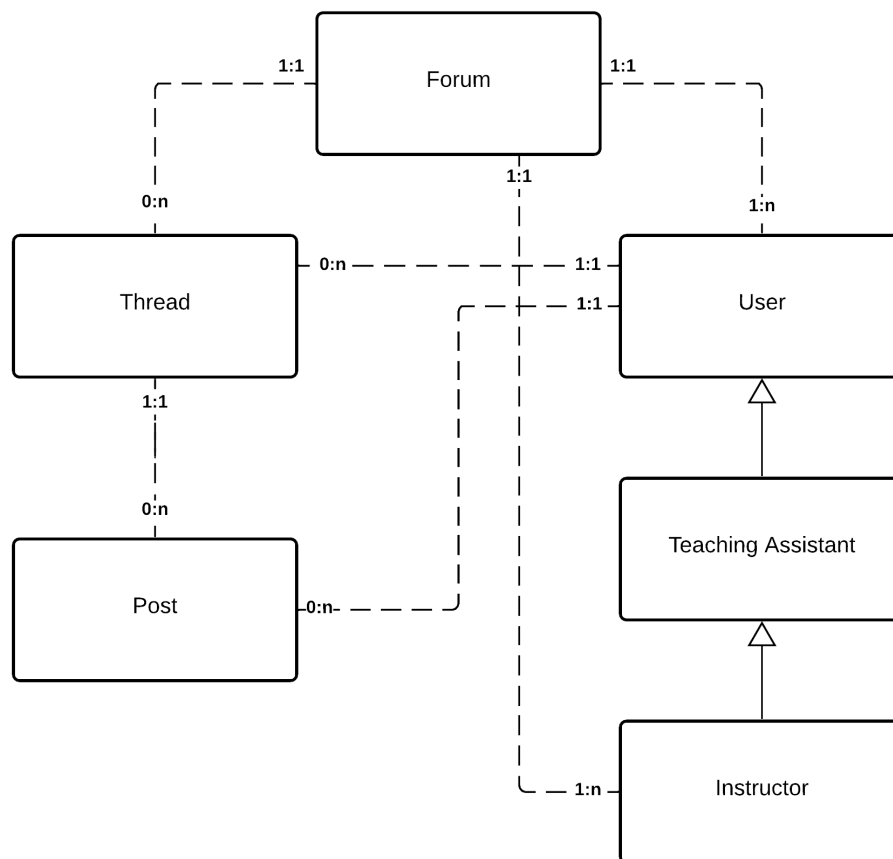 Forum
1:1
1:1
1:1
0:n
1:n
Thread
0:n
1:1
User
1:1
1:1
0:n
Teaching Assistant
Post
0:n
Instructor
1:n